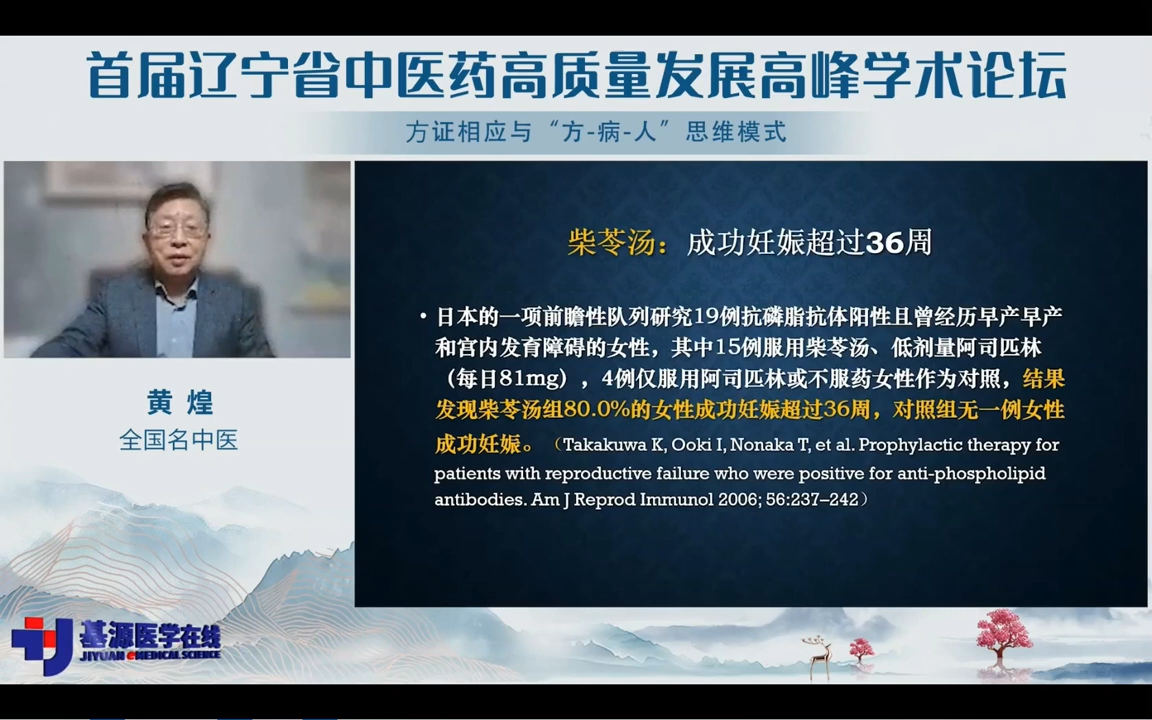 首届辽宁省中医药高质量发展高峰学术论坛
方证相应与“方-病-人”思维模式
黄 煌
全国名中医
柴苓汤：成功妊娠超过36周
• 日本的一项前瞻性队列研究19例抗磷脂抗体阳性且曾经历早产早产
和宫内发育障碍的女性，其中15例服用柴苓汤、低剂量阿司匹林
（每日81mg），4例仅服用阿司匹林或不服药女性作为对照，结果
发现柴苓汤组80.0%的女性成功妊娠超过36周，对照组无一例女性
成功妊娠。（Takakuwa K, Ooki I, Nonaka T, et al. Prophylactic therapy for
patients with reproductive failure who were positive for anti-phospholipid
antibodies. Am J Reprod Immunol 2006; 56:237–242）
基源医学在线
JIYUAN eMEDICAL SCIENCE